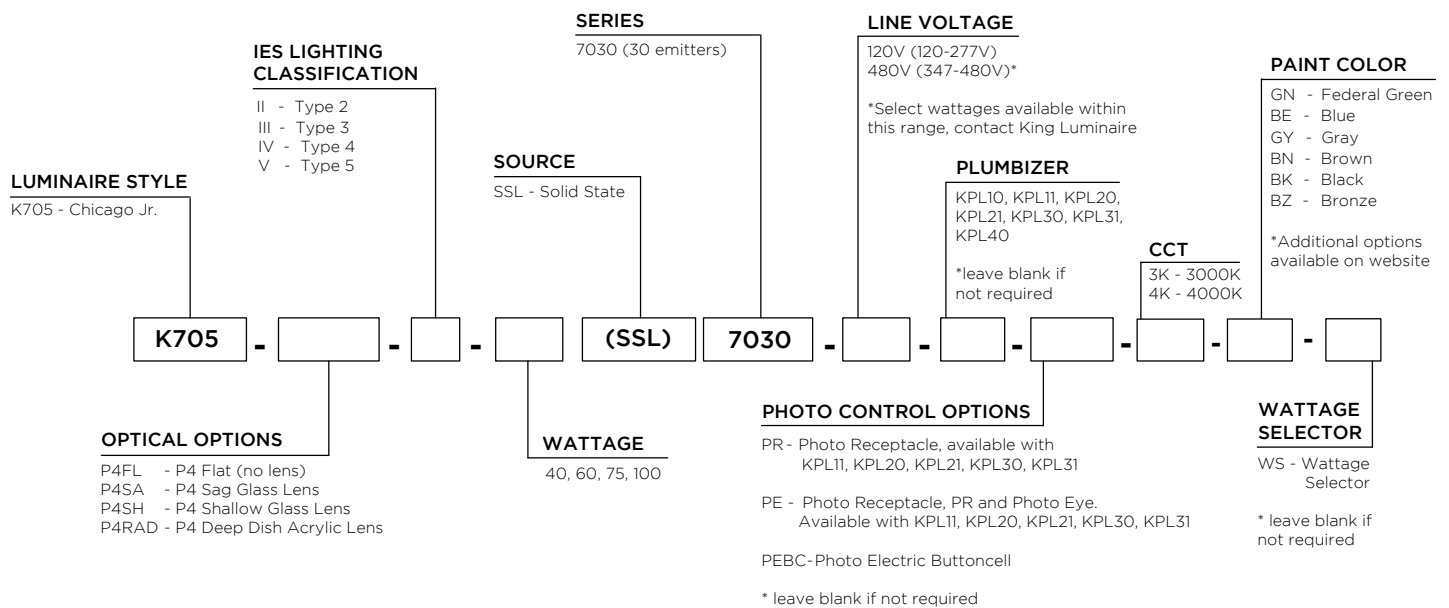 LUMINAIRE STYLE
K705 - Chicago Jr.
IES LIGHTING
CLASSIFICATION
II - Type 2
III - Type 3
IV - Type 4
V - Type 5
SOURCE
SSL - Solid State
SERIES
7030 (30 emitters)
LINE VOLTAGE
120V (120-277V)
480V (347-480V)*
*Select wattages available within
this range, contact King Luminaire
PLUMBIZER
KPL10, KPL11, KPL20,
KPL21, KPL30, KPL31,
KPL40
*leave blank if
not required
CCT
3K - 3000K
4K - 4000K
PAINT COLOR
GN - Federal Green
BE - Blue
GY - Gray
BN - Brown
BK - Black
BZ - Bronze
*Additional options
available on website
K705 - - - (SSL) 7030 - - - - - -
OPTICAL OPTIONS
P4FL - P4 Flat (no lens)
P4SA - P4 Sag Glass Lens
P4SH - P4 Shallow Glass Lens
P4RAD - P4 Deep Dish Acrylic Lens
WATTAGE
40, 60, 75, 100
PHOTO CONTROL OPTIONS
PR - Photo Receptacle, available with
KPL11, KPL20, KPL21, KPL30, KPL31
PE - Photo Receptacle, PR and Photo Eye.
Available with KPL11, KPL20, KPL21, KPL30, KPL31
PEBC-Photo Electric Buttoncell
* leave blank if not required
WATTAGE
SELECTOR
WS - Wattage
Selector
* leave blank if
not required